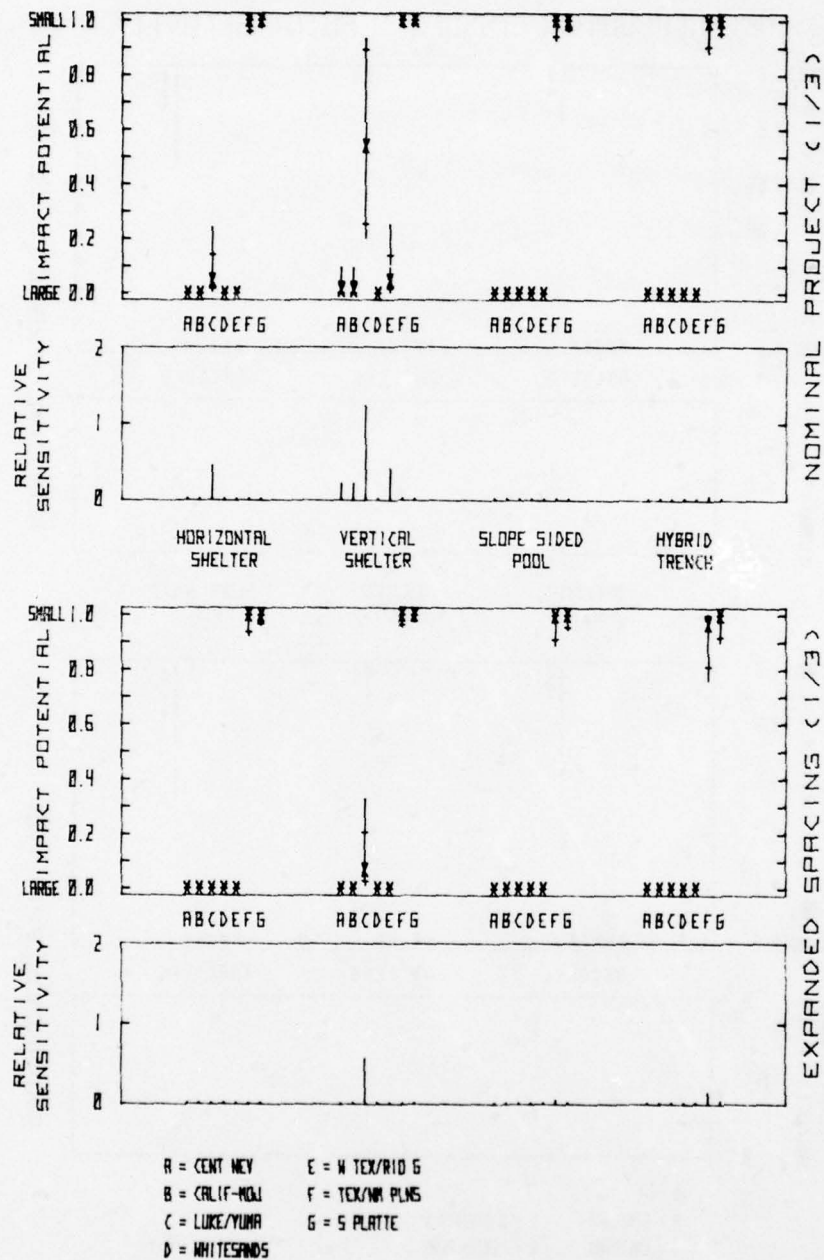 SMALL 1.0
0.8
0.6
0.4
0.2
LARGE 0.0
IMPACT POTENTIAL
ABCDEFG ABCDEFG ABCDEFG ABCDEFG
NOMINAL PROJECT (1/3)
2
1
0
RELATIVE
SENSITIVITY
HORIZONTAL
SHELTER
VERTICAL
SHELTER
SLOPE SIDED
POOL
HYBRID
TRENCH
SMALL 1.0
0.8
0.6
0.4
0.2
LARGE 0.0
IMPACT POTENTIAL
ABCDEFG ABCDEFG ABCDEFG ABCDEFG
EXPANDED SPACING (1/3)
2
1
0
RELATIVE
SENSITIVITY
A = CENT NEV E = W TEX/RIO G
B = CALIF-MOJ F = TEX/NM PLNS
C = LUKE/YUMA G = S PLATTE
D = WHITESANDS